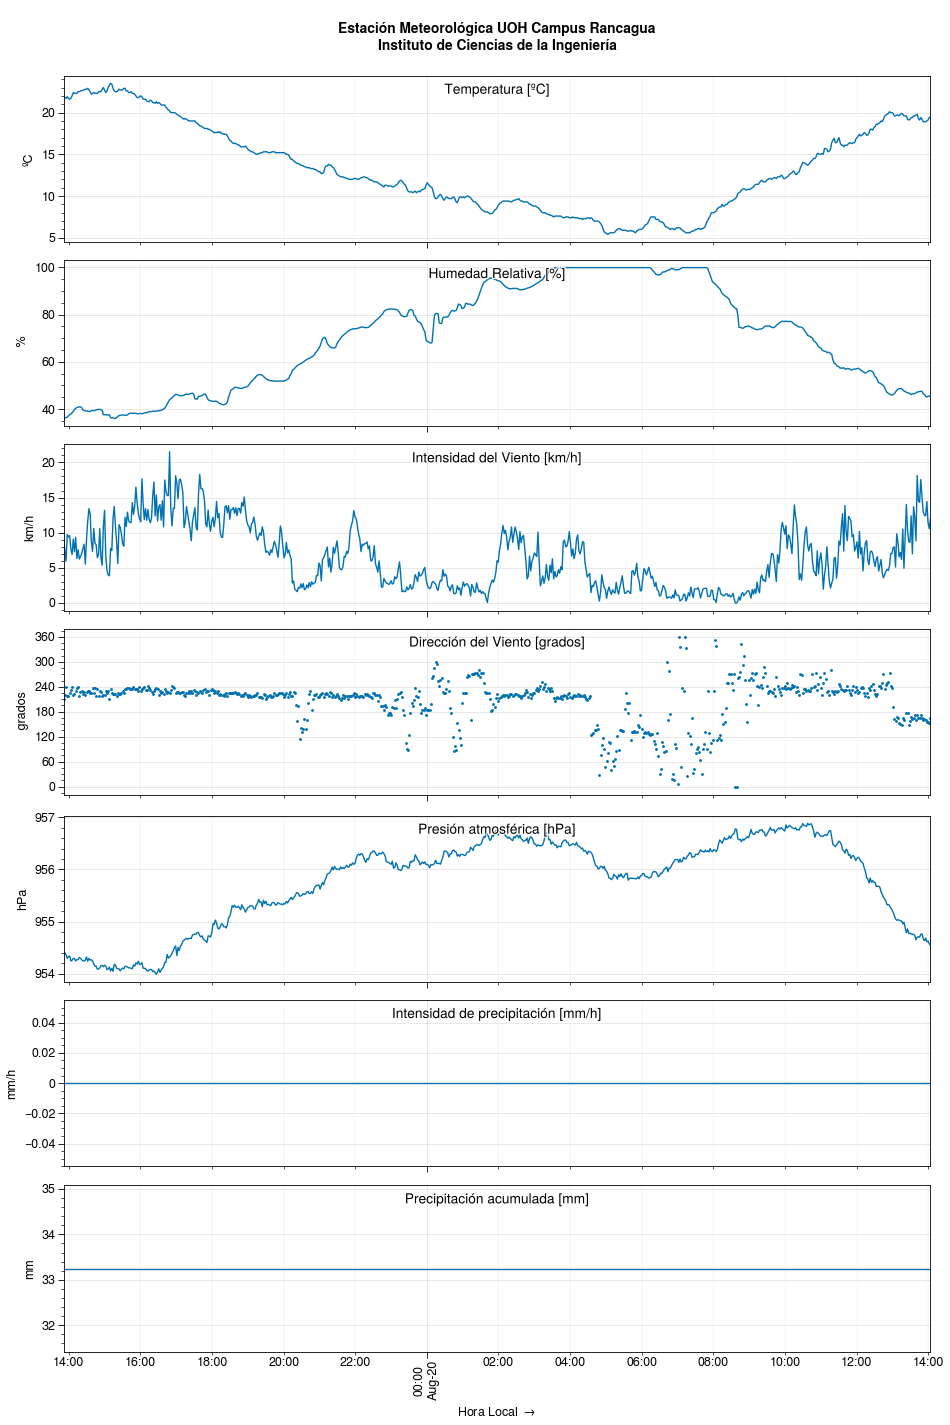 Estación Meteorológica UOH Campus Rancagua
Instituto de Ciencias de la Ingeniería
Temperatura [ºC]
ºC
20
15
10
5
Humedad Relativa [%]
%
100
80
60
40
Intensidad del Viento [km/h]
km/h
20
15
10
5
0
Dirección del Viento [grados]
grados
360
300
240
180
120
60
0
Presión atmosférica [hPa]
hPa
957
956
955
954
Intensidad de precipitación [mm/h]
mm/h
0.04
0.02
0
−0.02
−0.04
Precipitación acumulada [mm]
mm
35
34
33
32
14:00 16:00 18:00 20:00 22:00 00:00 02:00 04:00 06:00 08:00 10:00 12:00 14:00
Aug-20
Hora Local →